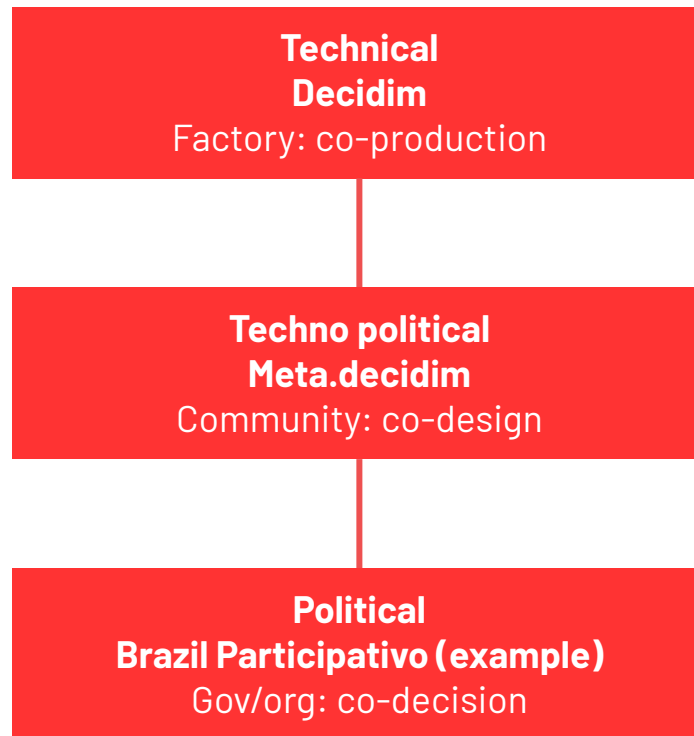 Technical
Decidim
Factory: co-production
Techno political
Meta.decidim
Community: co-design
Political
Brazil Participativo (example)
Gov/org: co-decision